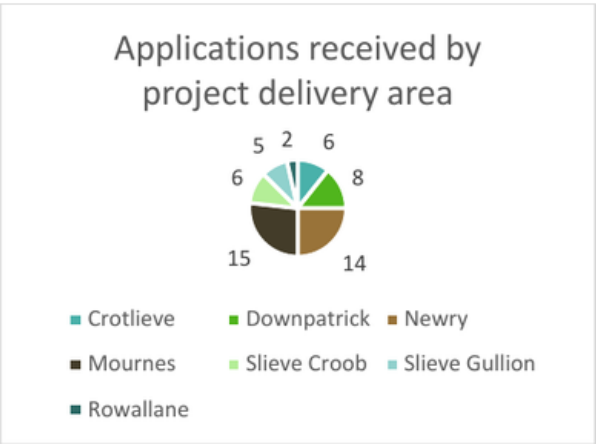 Applications received by
project delivery area
5 2 6
6 8
15 14
Crotlieve Downpatrick Newry
Mournes Slieve Croob Slieve Gullion
Rowallane